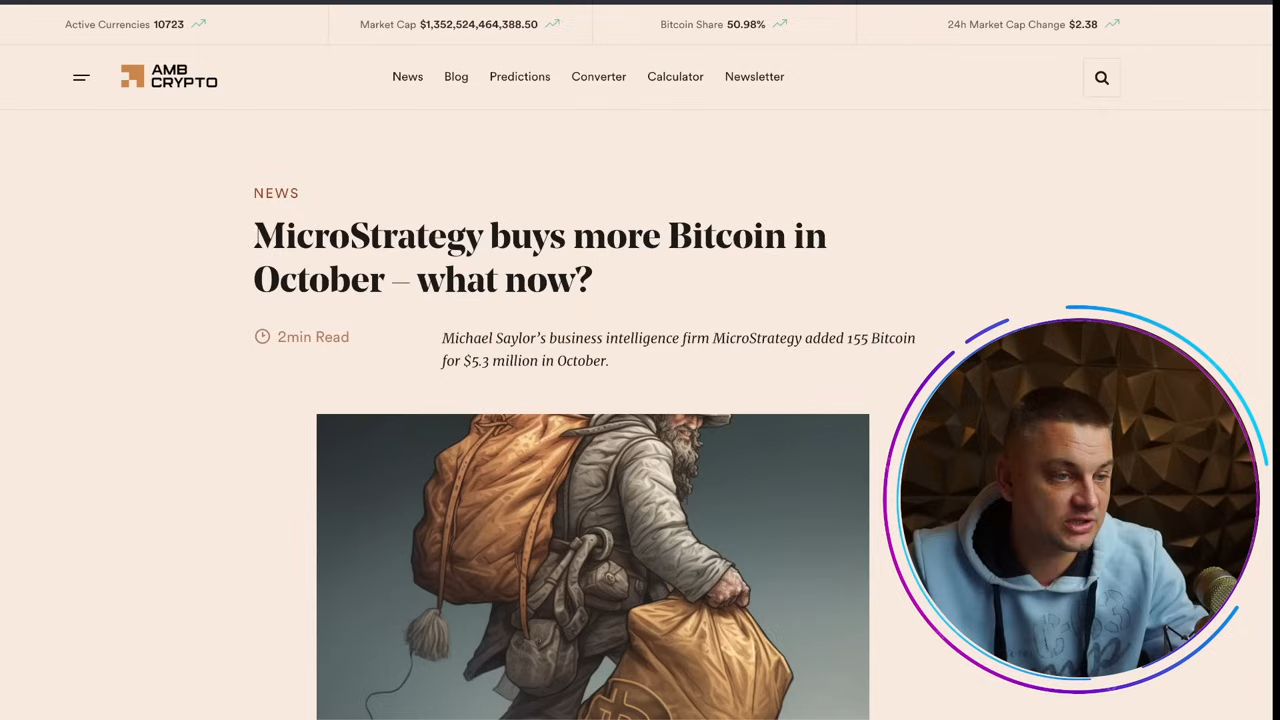 Active Currencies 10723
Market Cap $1,352,524,464,388.50
Bitcoin Share 50.98%
24h Market Cap Change $2.38
AMB
CRYPTO
News
Blog
Predictions
Converter
Calculator
Newsletter
NEWS
MicroStrategy buys more Bitcoin in
October – what now?
2min Read
Michael Saylor’s business intelligence firm MicroStrategy added 155 Bitcoin
for $5.3 million in October.